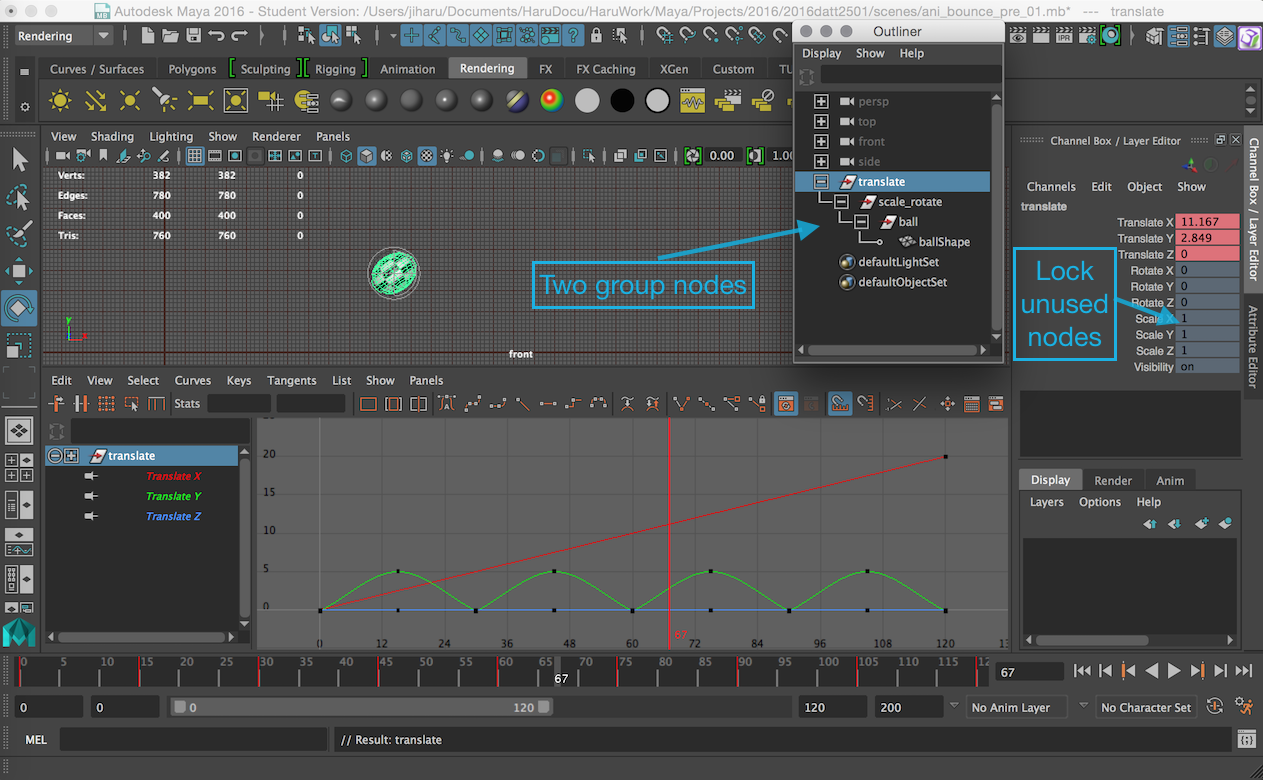 Autodesk Maya 2016 - Student Version: /Users/jiharu/Documents/HaruDocu/HaruWork/Maya/Projects/2016/2016datt2501/scenes/ani_bounce_pre_01.mb* --- translate
Rendering
Outliner
Display Show Help
Curves / Surfaces Polygons Sculpting Rigging Animation Rendering FX FX Caching XGen Custom TU
View Shading Lighting Show Renderer Panels
0.00 1.00
Verts: 382 382 0
Edges: 780 780 0
Faces: 400 400 0
Tris: 760 760 0
persp
top
front
side
translate
scale_rotate
ball
ballShape
defaultLightSet
defaultObjectSet
Two group nodes
y
x
front
Channel Box / Layer Editor
Channels Edit Object Show
translate
Translate X 11.167
Translate Y 2.849
Translate Z 0
Rotate X 0
Rotate Y 0
Rotate Z 0
Scale X 1
Scale Y 1
Scale Z 1
Visibility on
Lock
unused
nodes
Channel Box / Layer Editor
Attribute Editor
Edit View Select Curves Keys Tangents List Show Panels
Stats
translate
Translate X
Translate Y
Translate Z
20
15
10
5
0
0 12 24 36 48 60 67 72 84 96 108 120
Display Render Anim
Layers Options Help
0 5 10 15 20 25 30 35 40 45 50 55 60 65 70 75 80 85 90 95 100 105 110 115 12
67
67
0 0 0 120 120 200 No Anim Layer No Character Set
MEL // Result: translate